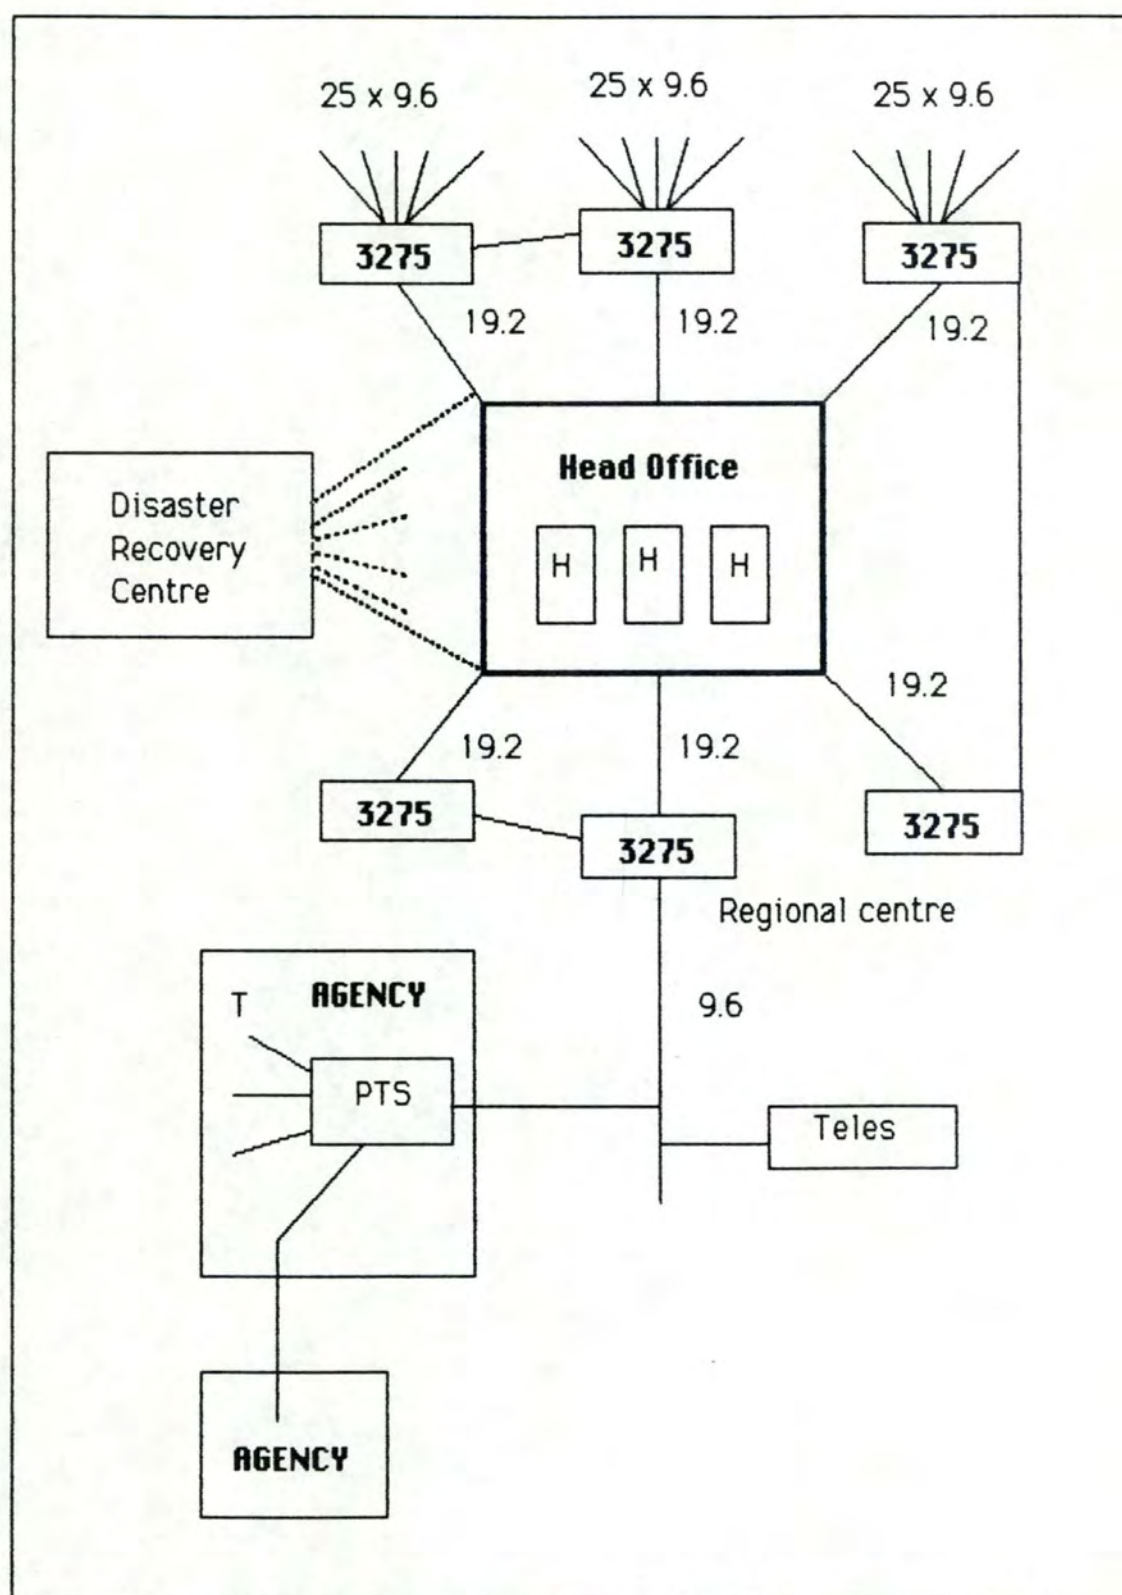 25 x 9.6
25 x 9.6
25 x 9.6
3275
3275
3275
19.2
19.2
19.2
Head Office
Disaster
Recovery
Centre
H
H
H
19.2
19.2
19.2
3275
3275
3275
Regional centre
AGENCY
T
9.6
PTS
Teles
AGENCY